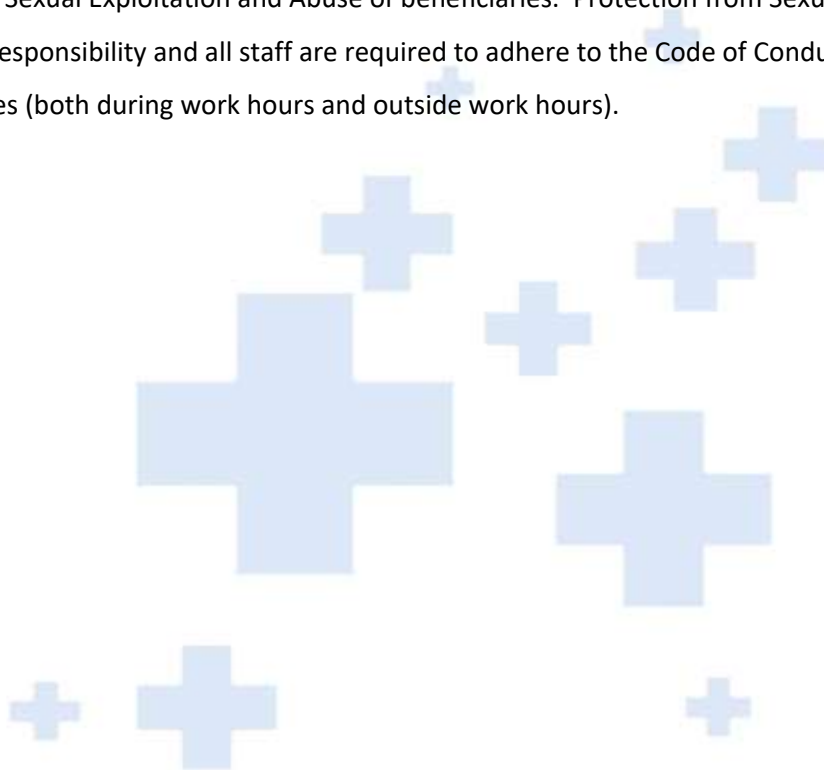 Sexual Exploitation and Abuse of beneficiaries. Protection from Sexu
esponsibility and all staff are required to adhere to the Code of Condu
es (both during work hours and outside work hours).